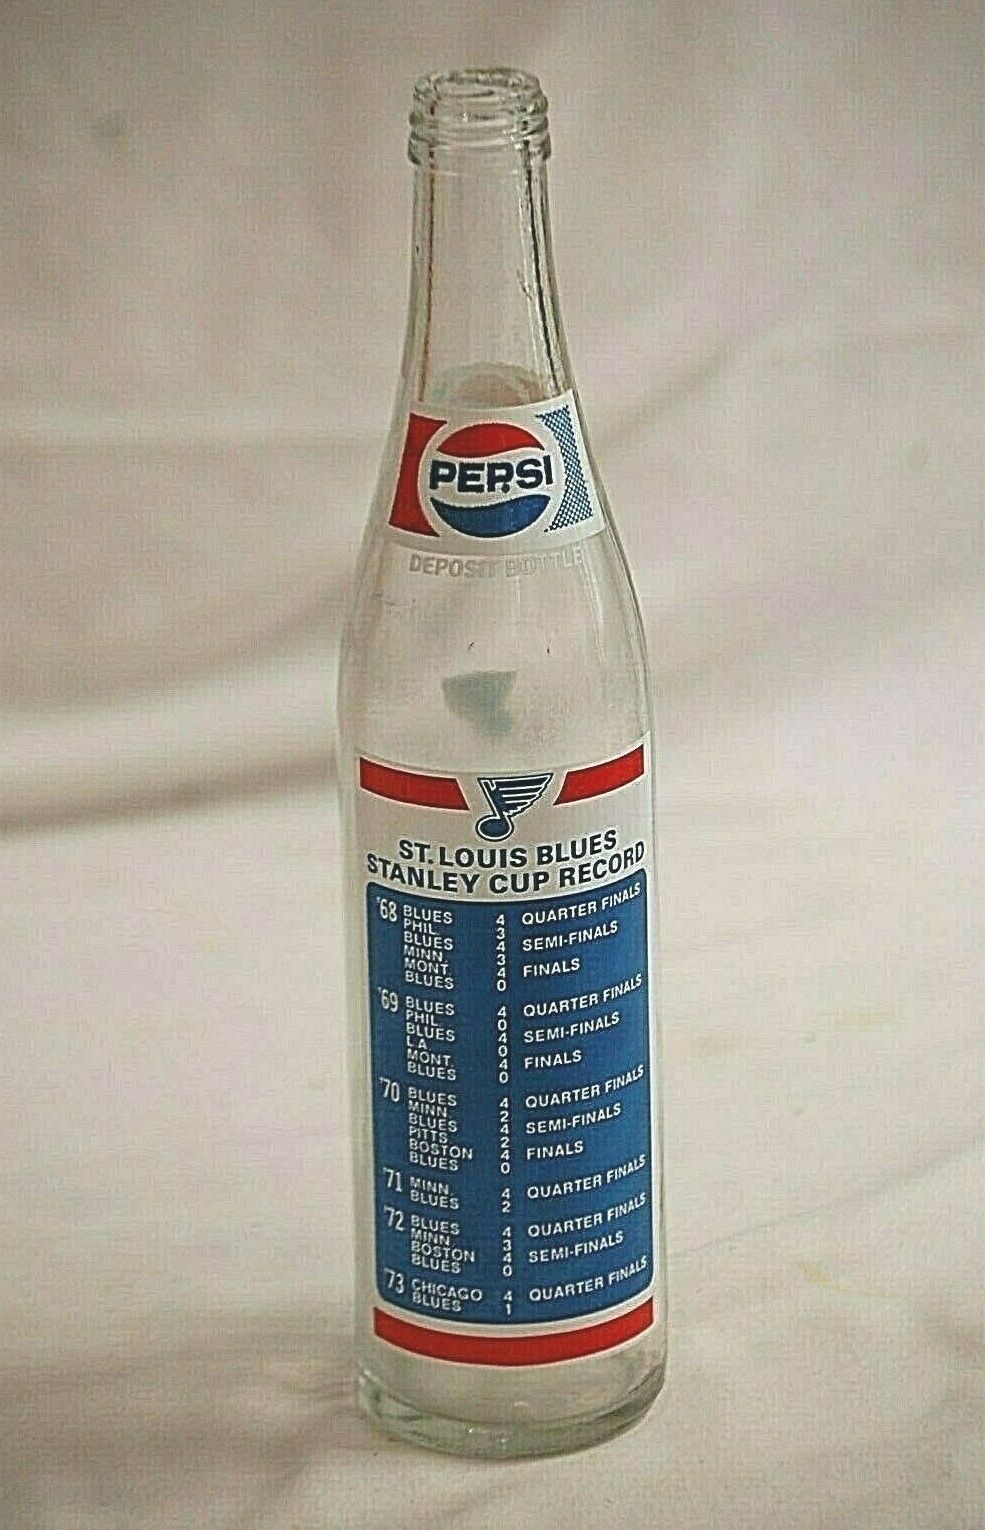 PEPSI
DEPOSIT BOTTLE
ST. LOUIS BLUES
STANLEY CUP RECORD
'68 BLUES 4 QUARTER FINALS
PHIL. 3
BLUES 4 SEMI-FINALS
MINN. 3
MONT. 4 FINALS
BLUES 0
'69 BLUES 4 QUARTER FINALS
PHIL. 0
BLUES 4 SEMI-FINALS
L.A. 0
MONT. 4 FINALS
BLUES 0
'70 BLUES 4 QUARTER FINALS
MINN. 2
BLUES 4 SEMI-FINALS
PITTS. 2
BOSTON 4 FINALS
BLUES 0
'71 MINN. 4 QUARTER FINALS
BLUES 2
'72 BLUES 4 QUARTER FINALS
MINN. 3
BOSTON 4 SEMI-FINALS
BLUES 0
'73 CHICAGO 4 QUARTER FINALS
BLUES 1